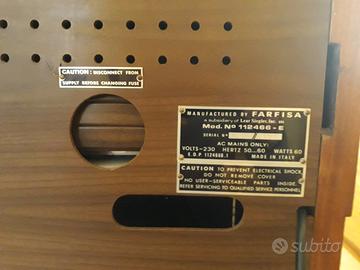 CAUTION: DISCONNECT FROM
SUPPLY BEFORE CHANGING FUSE
MANUFACTURED BY FARFISA
a subsidiary of Lear Siegler, Inc.
Mod. No 112466-E
SERIAL No
AC MAINS ONLY:
VOLTS-230 HERTZ 50..60 WATTS 60
MADE IN ITALY
CAUTION TO PREVENT ELECTRICAL SHOCK,
DO NOT REMOVE COVER
NO USER-SERVICEABLE PARTS INSIDE.
REFER SERVICING TO QUALIFIED SERVICE PERSONNEL
subito